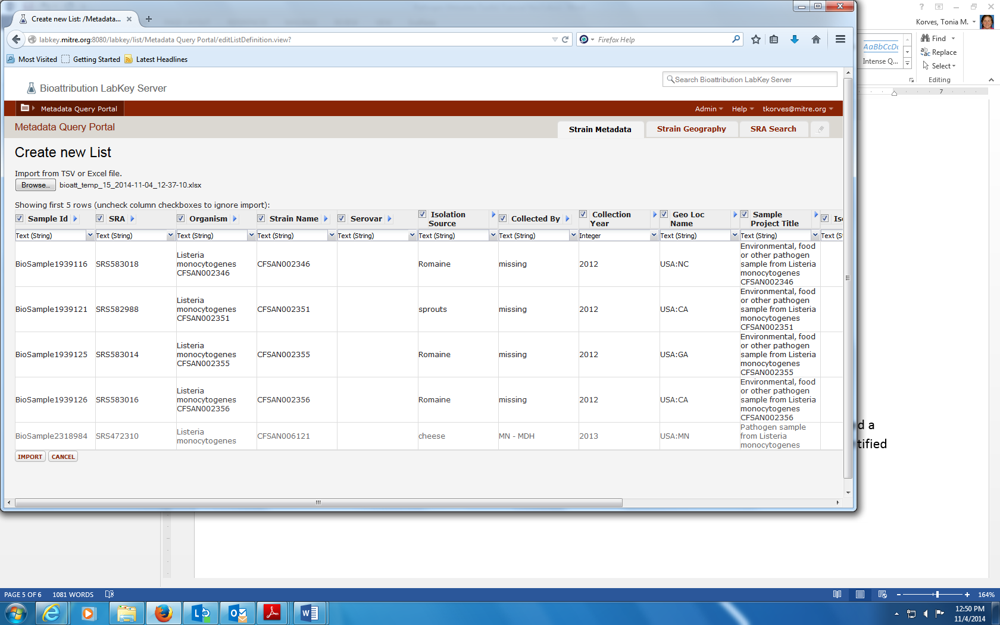 Create new List: /Metadata...
labkey.mitre.org:8080/labkey/list/Metadata Query Portal/editListDefinition.view?
Firefox Help
Most Visited Getting Started Latest Headlines
Korves, Tonia M.
AaBbCcDc
Intense Q...
Find
Replace
Select
Editing
7
Bioattribution LabKey Server
Search Bioattribution LabKey Server
Metadata Query Portal
Admin Help tkorves@mitre.org
Metadata Query Portal
Strain Metadata Strain Geography SRA Search
Create new List
Import from TSV or Excel file.
Browse... bioatt_temp_15_2014-11-04_12-37-10.xlsx
Showing first 5 rows (uncheck column checkboxes to ignore import):
Sample Id SRA Organism Strain Name Serovar Isolation Source Collected By Collection Year Geo Loc Name Sample Project Title Is
Text (String) Text (String) Text (String) Text (String) Text (String) Text (String) Text (String) Integer Text (String) Text (String) Text (S
BioSample1939116 SRS583018 Listeria monocytogenes CFSAN002346 CFSAN002346 Romaine missing 2012 USA:NC Environmental, food or other pathogen sample from Listeria monocytogenes CFSAN002346
BioSample1939121 SRS582988 Listeria monocytogenes CFSAN002351 CFSAN002351 sprouts missing 2012 USA:CA Environmental, food or other pathogen sample from Listeria monocytogenes CFSAN002351
BioSample1939125 SRS583014 Listeria monocytogenes CFSAN002355 CFSAN002355 Romaine missing 2012 USA:GA Environmental, food or other pathogen sample from Listeria monocytogenes CFSAN002355
BioSample1939126 SRS583016 Listeria monocytogenes CFSAN002356 CFSAN002356 Romaine missing 2012 USA:CA Environmental, food or other pathogen sample from Listeria monocytogenes CFSAN002356
BioSample2318984 SRS472310 Listeria monocytogenes CFSAN006121 cheese MN - MDH 2013 USA:MN Pathogen sample from Listeria monocytogenes
IMPORT CANCEL
d a
tified
PAGE 5 OF 6 1081 WORDS
164%
12:50 PM
11/4/2014